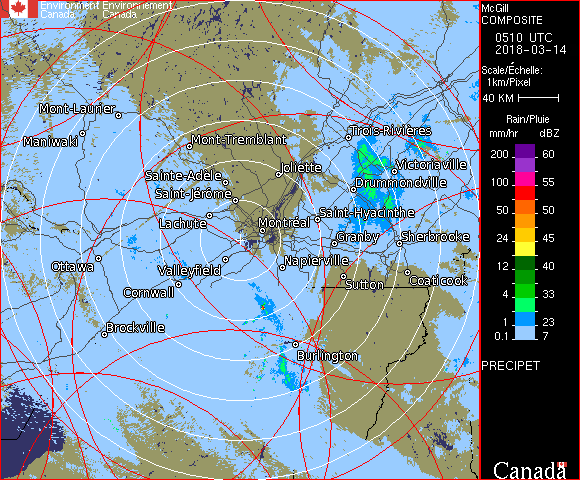 Environment Environnement
Canada Canada
McGill
COMPOSITE
0510 UTC
2018-03-14
Scale/Échelle:
1km/Pixel
40 KM
Rain/Pluie
mm/hr dBZ
200 60
100 55
50 50
24 45
12 40
4 33
1 23
0.1 7
PRECIPET
Canada
Mont-Laurier
Maniwaki
Mont-Tremblant
Trois-Rivières
Joliette
Victoriaville
Sainte-Adèle
Drummondville
Saint-Jérôme
Lachute
Saint-Hyacinthe
Montréal
Granby
Sherbrooke
Ottawa
Valleyfield
Napierville
Cornwall
Sutton
Coaticook
Brockville
Burlington